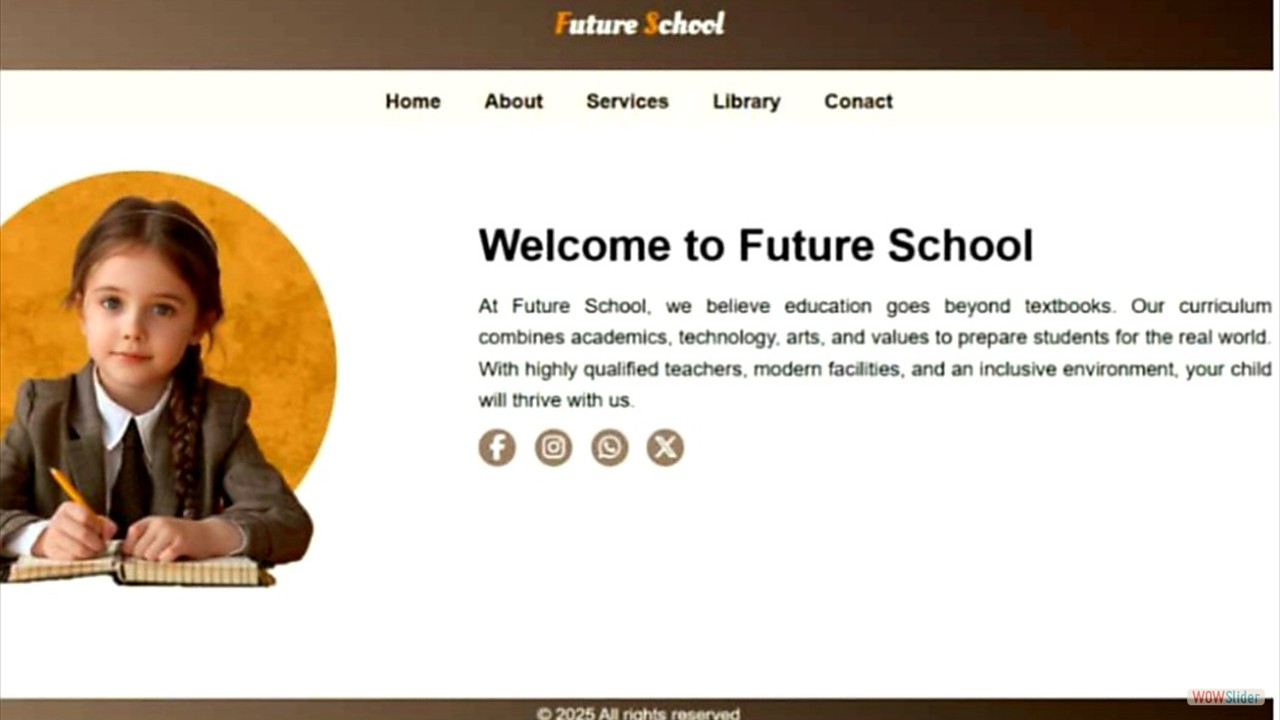 Future School
Home About Services Library Conact
Welcome to Future School
At Future School, we believe education goes beyond textbooks. Our curriculum
combines academics, technology, arts, and values to prepare students for the real world.
With highly qualified teachers, modern facilities, and an inclusive environment, your child
will thrive with us.
WOWSlider
© 2025 All rights reserved